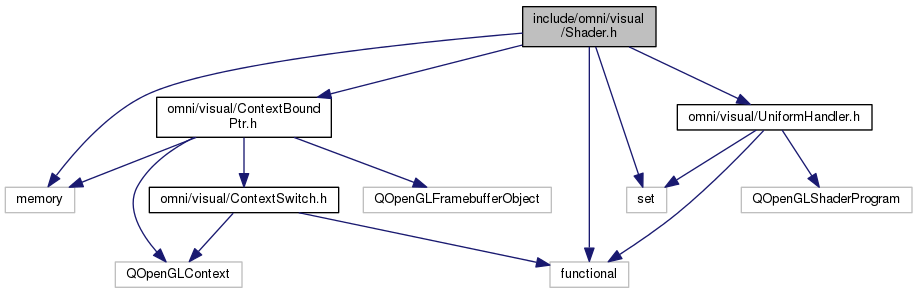 include/omni/visual
/Shader.h
omni/visual/ContextBound
Ptr.h
omni/visual/UniformHandler.h
memory
omni/visual/ContextSwitch.h
QOpenGLFramebufferObject
set
QOpenGLShaderProgram
QOpenGLContext
functional